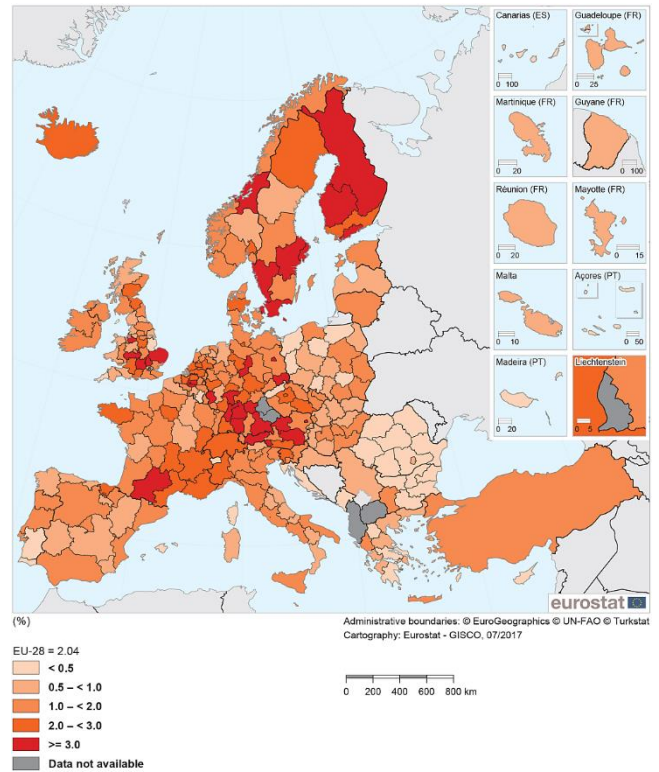 Canarias (ES)
0 100
Guadeloupe (FR)
0 25
Martinique (FR)
0 20
Guyane (FR)
0 100
Réunion (FR)
0 20
Mayotte (FR)
0 15
Malta
0 10
Açores (PT)
0 50
Madeira (PT)
0 20
Liechtenstein
0 5
eurostat
(%)
Administrative boundaries: © EuroGeographics © UN-FAO © Turkstat
Cartography: Eurostat - GISCO, 07/2017
EU-28 = 2.04
< 0.5
0.5 – < 1.0
1.0 – < 2.0
2.0 – < 3.0
>= 3.0
Data not available
0 200 400 600 800 km